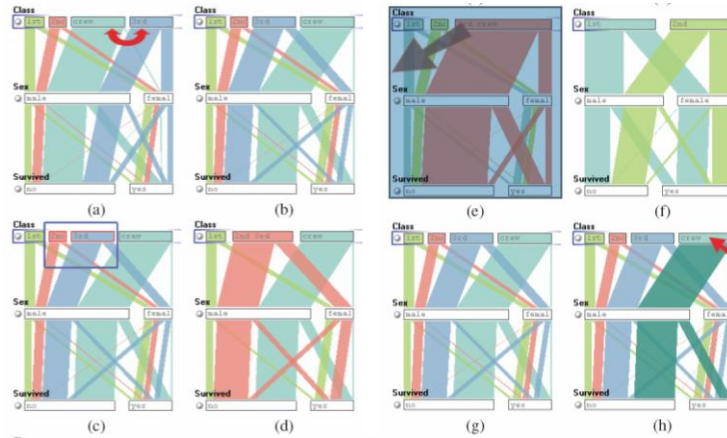 Class Class Class Class
1st 2nd crew 3rd 1st 2nd 3rd crew 1st 2nd 3rd crew 1st 2nd
Sex Sex Sex Sex
male femal male femal male femal male female
Survived Survived Survived Survived
no yes no yes no yes no yes
(a) (b) (e) (f)
Class Class Class Class
1st 2nd 3rd crew 1st 2nd 3rd crew 1st 2nd 3rd crew 1st 2nd 3rd crew
Sex Sex Sex Sex
male femal male femal male femal male femal
Survived Survived Survived Survived
no yes no yes no yes no yes
(c) (d) (g) (h)